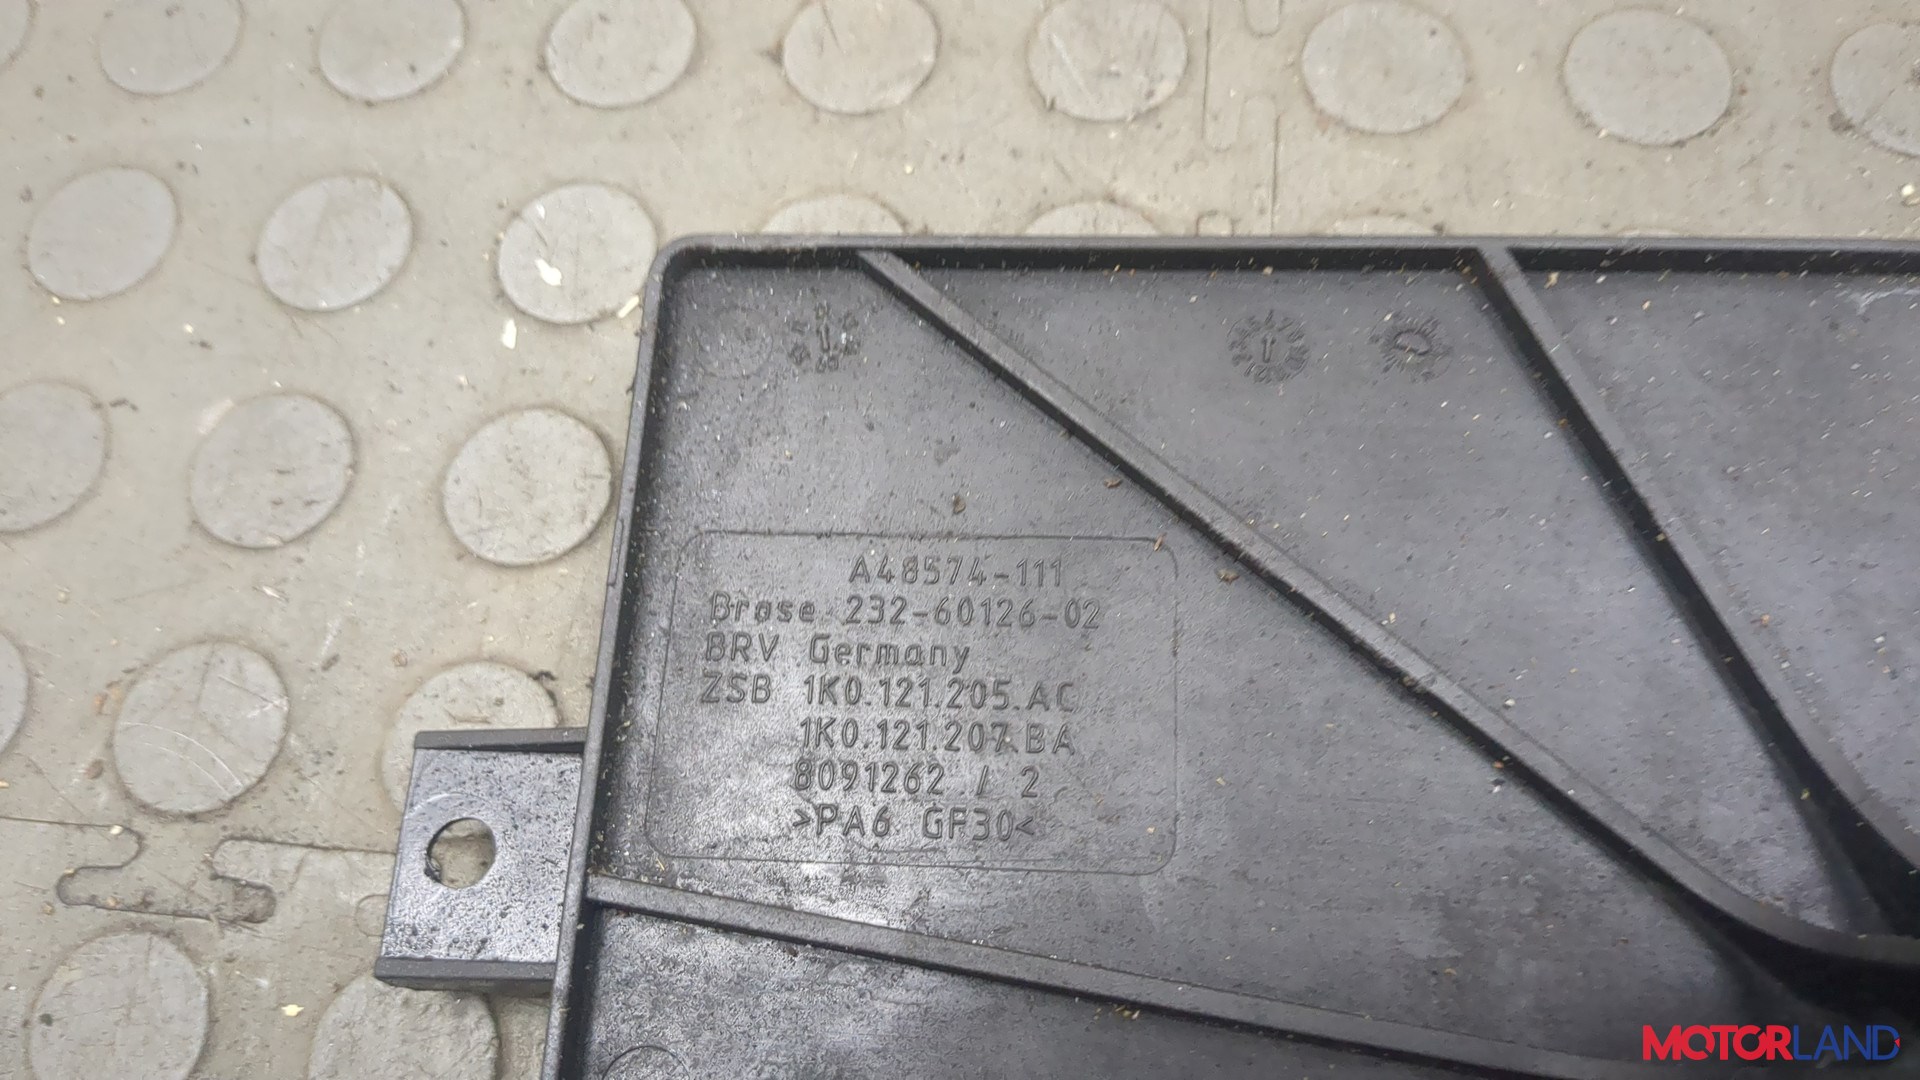 A48574-111
Brose 232-60126-02
BRV Germany
ZSB 1K0.121.205.AC
1K0.121.207.BA
8091262 / 2
>PA6 GF30<
MOTORLAND